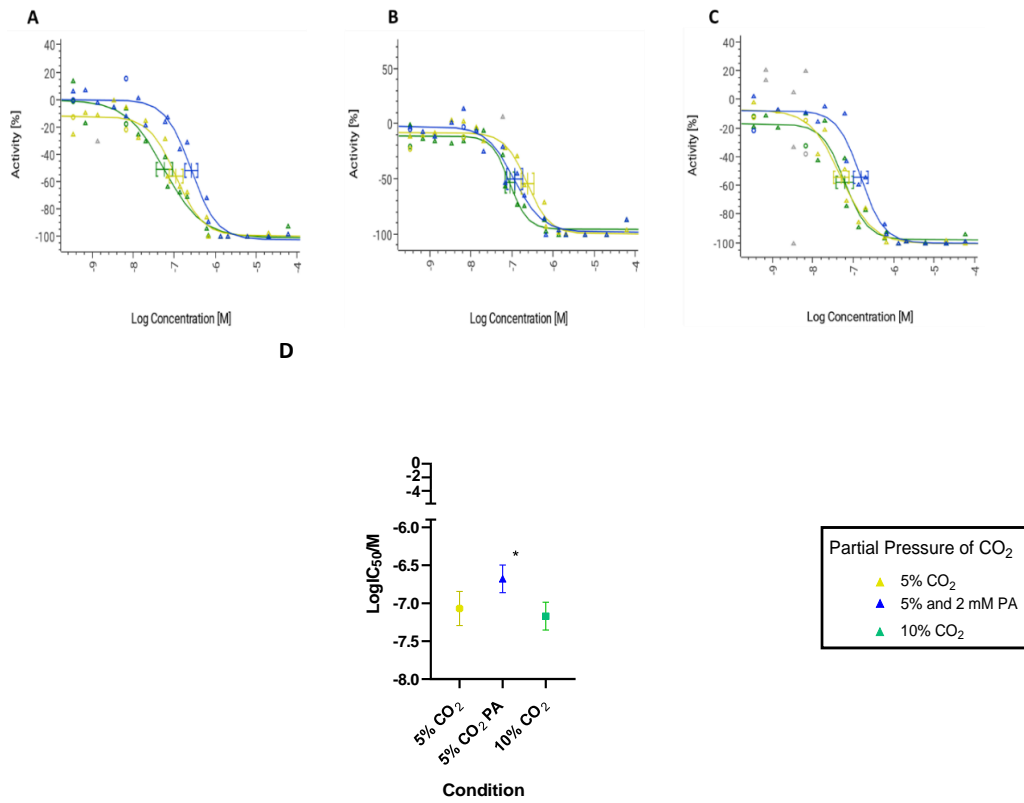 A
B
C
40
20
0
-20
-40
-60
-80
-100
Activity [%]
-9
-8
-7
-6
-5
-4
Log Concentration [M]
50
0
-50
-100
Activity [%]
-9
-8
-7
-6
-5
-4
Log Concentration [M]
40
20
0
-20
-40
-60
-80
-100
Activity [%]
-9
-8
-7
-6
-5
-4
Log Concentration [M]
D
0
-2
-4
-6.0
-6.5
-7.0
-7.5
-8.0
LogIC50/M
*
5% CO2
5% CO2 PA
10% CO2
Condition
Partial Pressure of CO2
5% CO2
5% and 2 mM PA
10% CO2